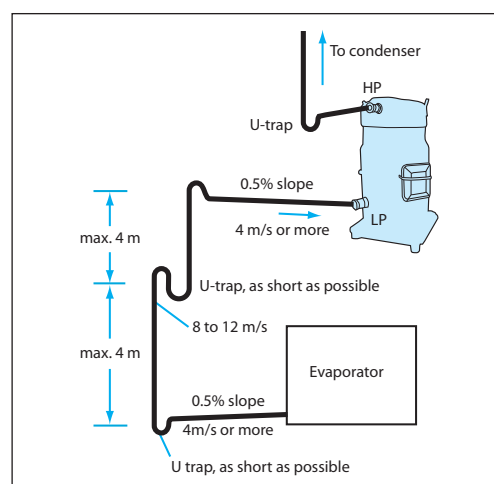 To condenser
HP
U-trap
0.5% slope
LP
4 m/s or more
max. 4 m
U-trap, as short as possible
8 to 12 m/s
max. 4 m
Evaporator
0.5% slope
4m/s or more
U trap, as short as possible